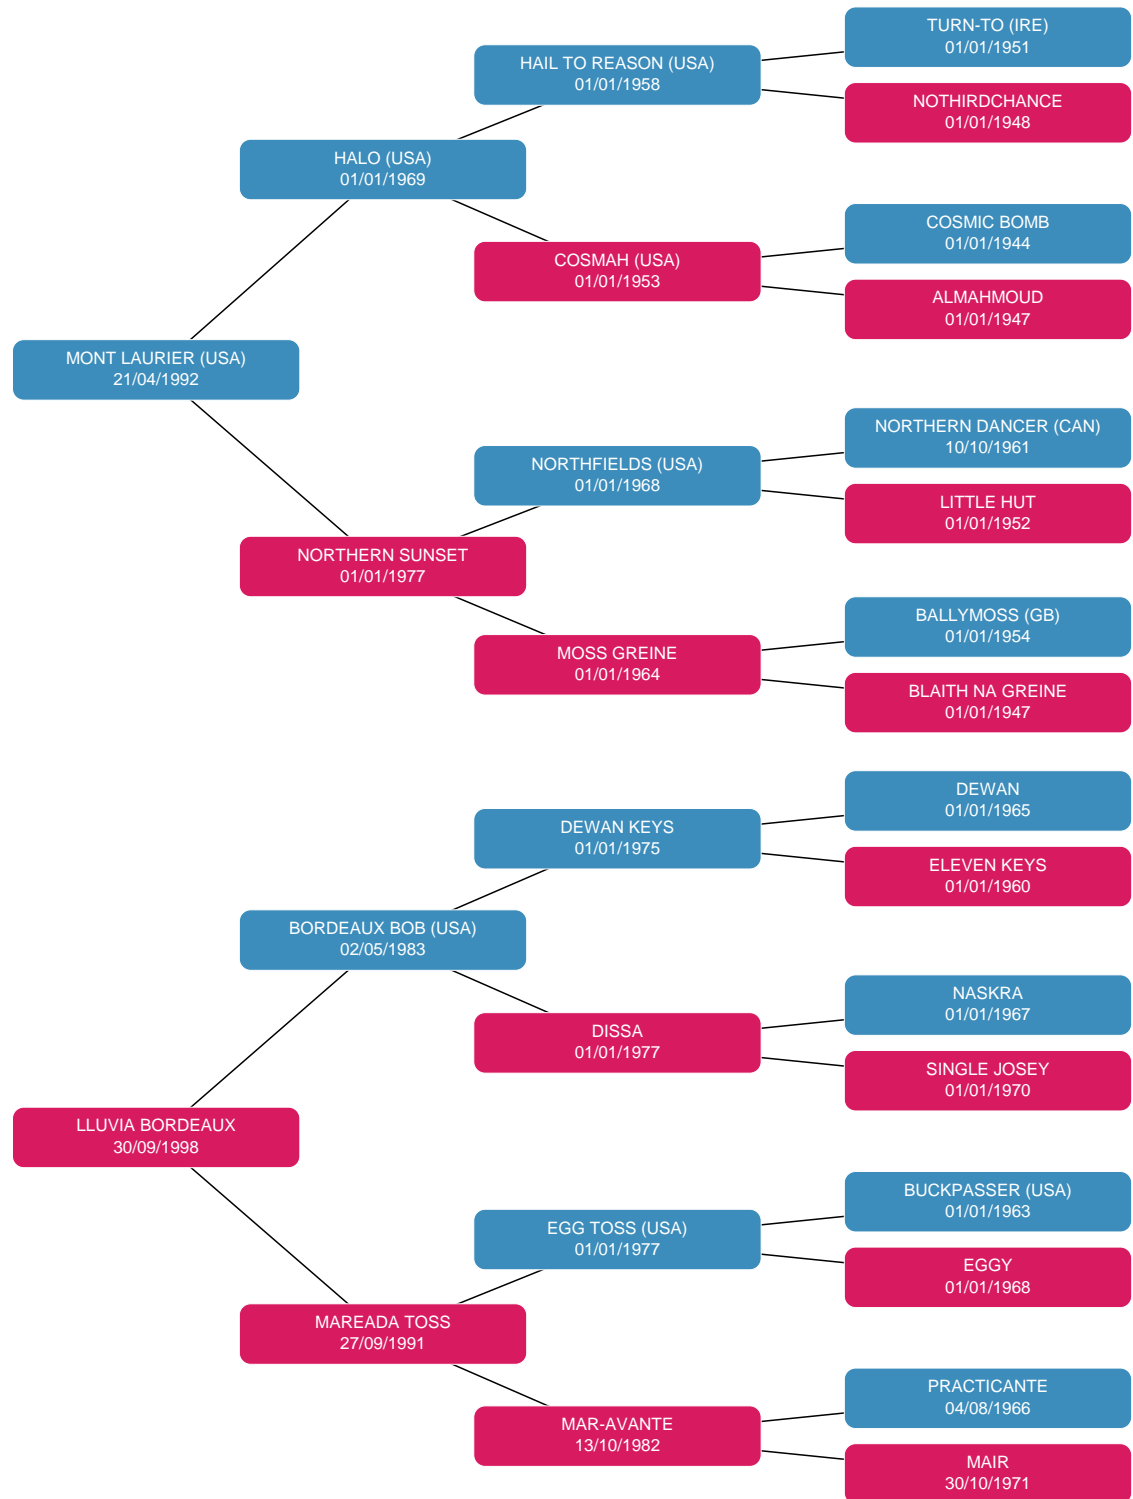 TURN-TO (IRE)
01/01/1951
HAIL TO REASON (USA)
01/01/1958
NOTHIRDCHANCE
01/01/1948
HALO (USA)
01/01/1969
COSMIC BOMB
01/01/1944
COSMAH (USA)
01/01/1953
ALMAHMOUD
01/01/1947
MONT LAURIER (USA)
21/04/1992
NORTHERN DANCER (CAN)
10/10/1961
NORTHFIELDS (USA)
01/01/1968
LITTLE HUT
01/01/1952
NORTHERN SUNSET
01/01/1977
BALLYMOSS (GB)
01/01/1954
MOSS GREINE
01/01/1964
BLAITH NA GREINE
01/01/1947
DEWAN
01/01/1965
DEWAN KEYS
01/01/1975
ELEVEN KEYS
01/01/1960
BORDEAUX BOB (USA)
02/05/1983
NASKRA
01/01/1967
DISSA
01/01/1977
SINGLE JOSEY
01/01/1970
LLUVIA BORDEAUX
30/09/1998
BUCKPASSER (USA)
01/01/1963
EGG TOSS (USA)
01/01/1977
EGGY
01/01/1968
MAREADA TOSS
27/09/1991
PRACTICANTE
04/08/1966
MAR-AVANTE
13/10/1982
MAIR
30/10/1971